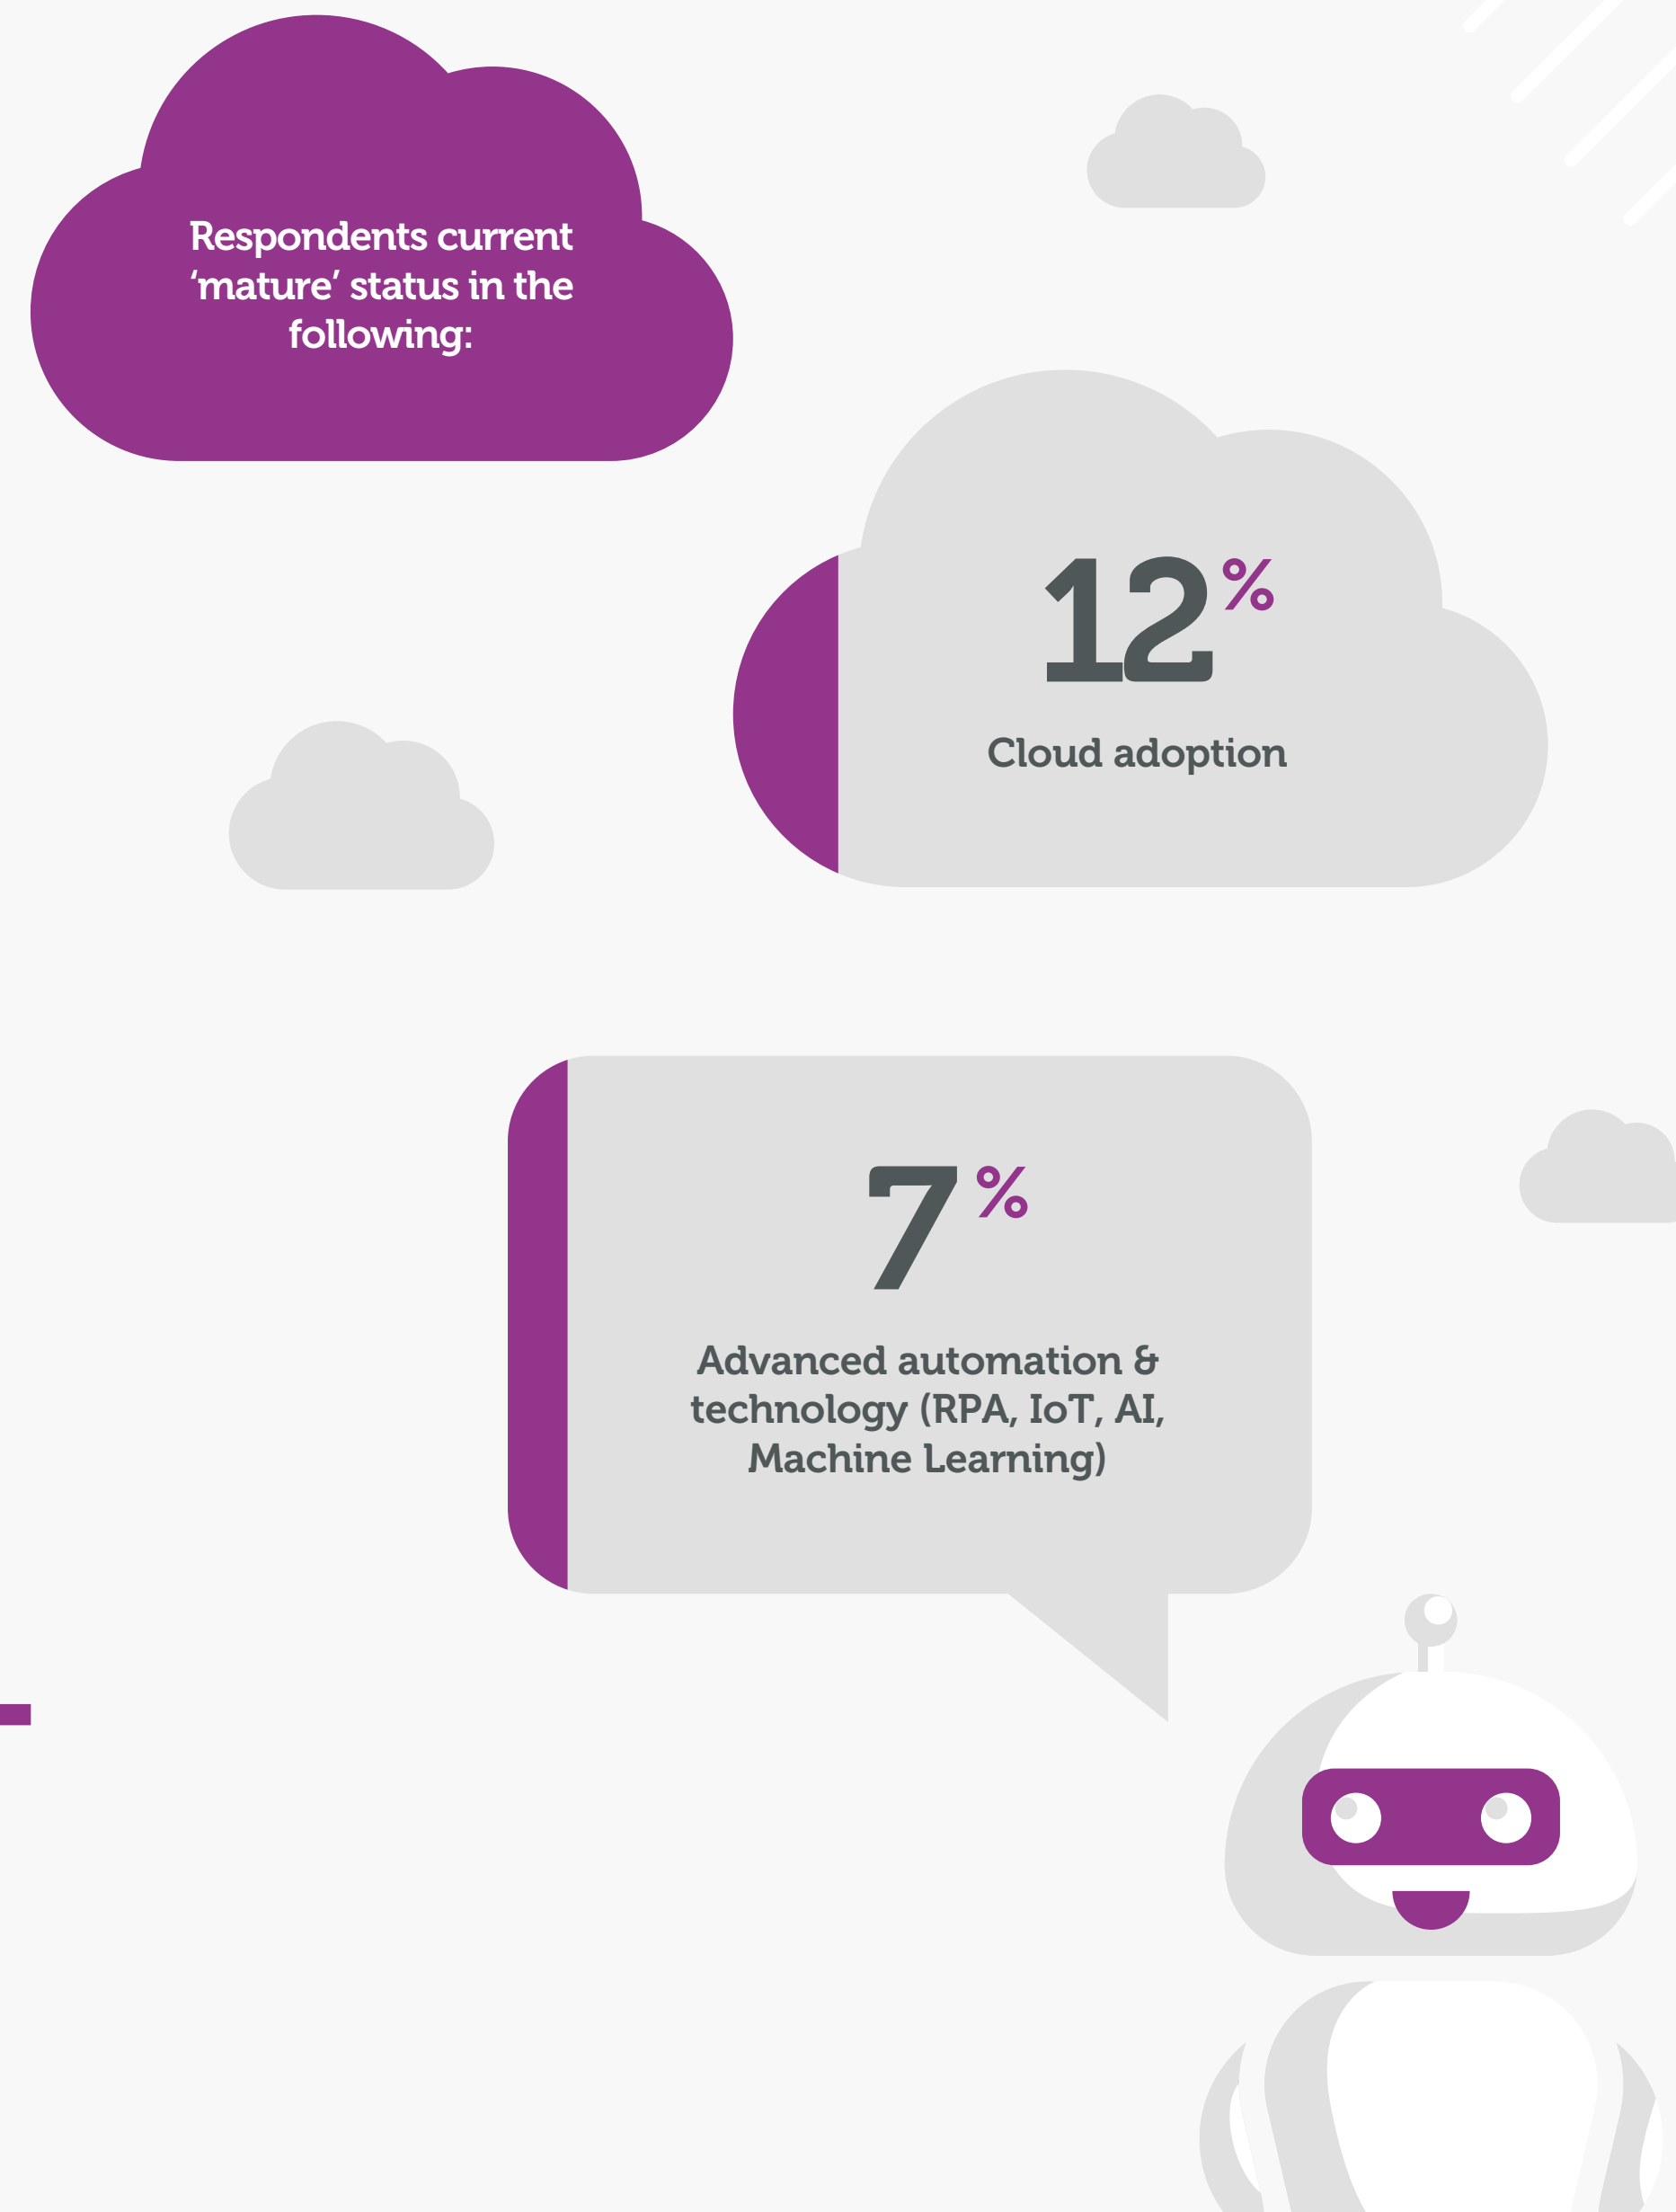 Respondents current
‘mature’ status in the
following:
12%
Cloud adoption
7%
Advanced automation &
technology (RPA, IoT, AI,
Machine Learning)